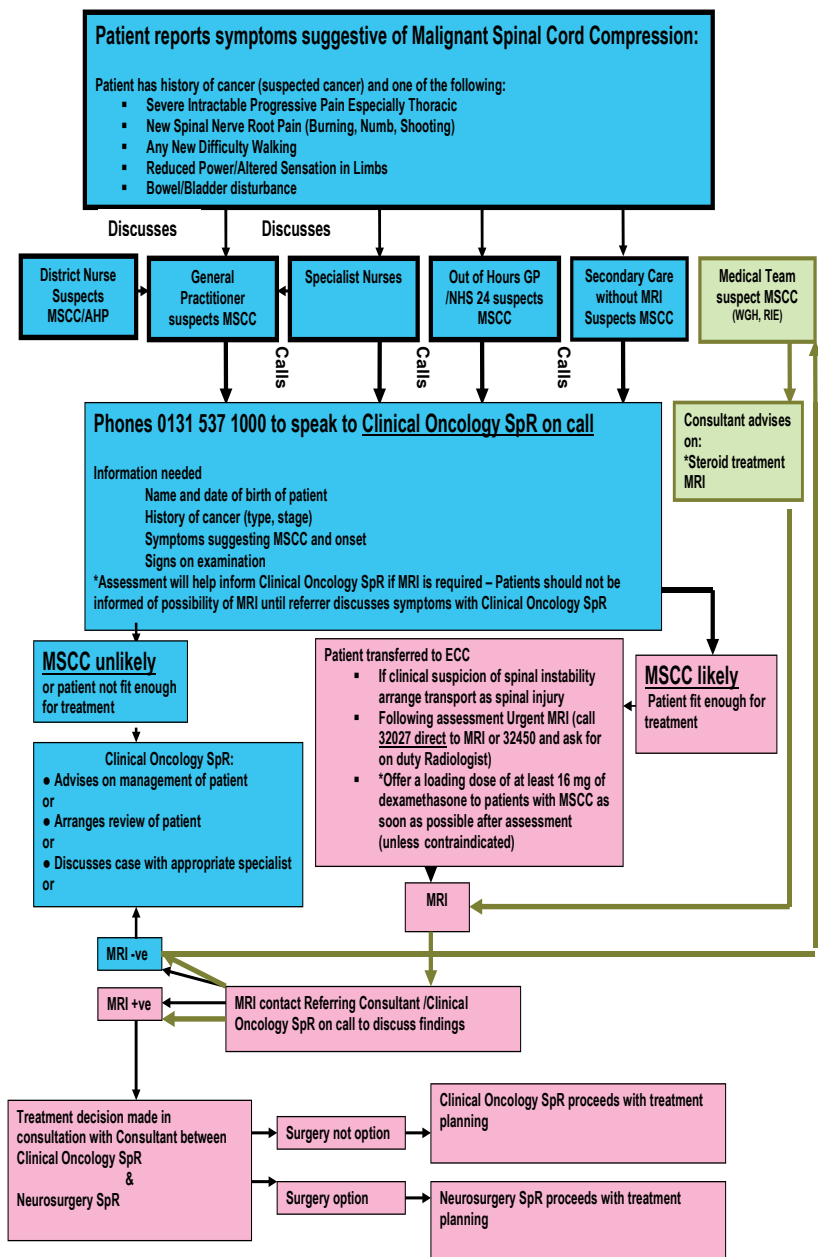 Patient reports symptoms suggestive of Malignant Spinal Cord Compression:
Patient has history of cancer (suspected cancer) and one of the following:
▪ Severe Intractable Progressive Pain Especially Thoracic
▪ New Spinal Nerve Root Pain (Burning, Numb, Shooting)
▪ Any New Difficulty Walking
▪ Reduced Power/Altered Sensation in Limbs
▪ Bowel/Bladder disturbance
Discusses
Discusses
District Nurse
Suspects
MSCC/AHP
General
Practitioner
suspects MSCC
Specialist Nurses
Out of Hours GP
/NHS 24 suspects
MSCC
Secondary Care
without MRI
Suspects MSCC
Medical Team
suspect MSCC
(WGH, RIE)
Calls
Calls
Calls
Phones 0131 537 1000 to speak to Clinical Oncology SpR on call
Information needed
Name and date of birth of patient
History of cancer (type, stage)
Symptoms suggesting MSCC and onset
Signs on examination
*Assessment will help inform Clinical Oncology SpR if MRI is required – Patients should not be
informed of possibility of MRI until referrer discusses symptoms with Clinical Oncology SpR
Consultant advises
on:
*Steroid treatment
MRI
MSCC unlikely
or patient not fit enough
for treatment
Patient transferred to ECC
▪ If clinical suspicion of spinal instability
arrange transport as spinal injury
▪ Following assessment Urgent MRI (call
32027 direct to MRI or 32450 and ask for
on duty Radiologist)
▪ *Offer a loading dose of at least 16 mg of
dexamethasone to patients with MSCC as
soon as possible after assessment
(unless contraindicated)
MSCC likely
Patient fit enough for
treatment
Clinical Oncology SpR:
● Advises on management of patient
or
● Arranges review of patient
or
● Discusses case with appropriate specialist
or
MRI
MRI -ve
MRI +ve
MRI contact Referring Consultant /Clinical
Oncology SpR on call to discuss findings
Treatment decision made in
consultation with Consultant between
Clinical Oncology SpR
&
Neurosurgery SpR
Surgery not option
Clinical Oncology SpR proceeds with treatment
planning
Surgery option
Neurosurgery SpR proceeds with treatment
planning